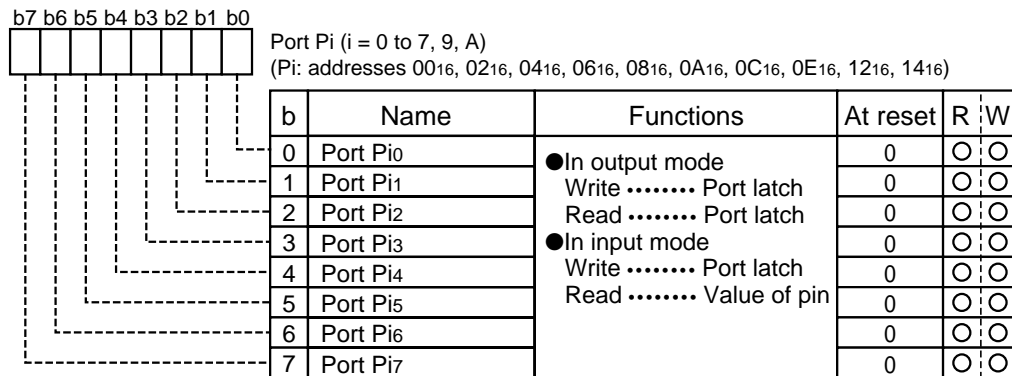 b7 b6 b5 b4 b3 b2 b1 b0
Port Pi (i = 0 to 7, 9, A)
(Pi: addresses 0016, 0216, 0416, 0616, 0816, 0A16, 0C16, 0E16, 1216, 1416)
b Name Functions At reset R W
0 Port Pi0 0 O O
1 Port Pi1 0 O O
2 Port Pi2 0 O O
3 Port Pi3 0 O O
4 Port Pi4 0 O O
5 Port Pi5 0 O O
6 Port Pi6 0 O O
7 Port Pi7 0 O O
●In output mode
Write •••••••• Port latch
Read •••••••• Port latch
●In input mode
Write •••••••• Port latch
Read •••••••• Value of pin